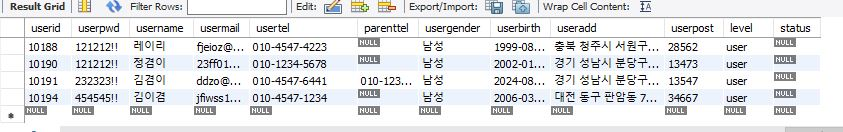 Result Grid Filter Rows: Edit: Export/Import: Wrap Cell Content:
userid userpwd username usermail usertel parenttel usergender userbirth useradd userpost level status
10188 121212!! 레이리 fjeioz@... 010-4547-4223 NULL 남성 1999-08... 충북 청주시 서원구... 28562 user NULL
10190 121212!! 정겸이 23ff01... 010-1234-5678 NULL 남성 2002-01... 경기 성남시 분당구... 13473 user NULL
10191 232323!! 김겸이 ddzo@... 010-4547-6441 010-123... 남성 2024-08... 경기 성남시 분당구... 13547 user NULL
10194 454545!! 김이겸 jfiwss1... 010-4547-1234 NULL 남성 2006-03... 대전 동구 판암동 7... 34667 user NULL
NULL NULL NULL NULL NULL NULL NULL NULL NULL NULL NULL NULL